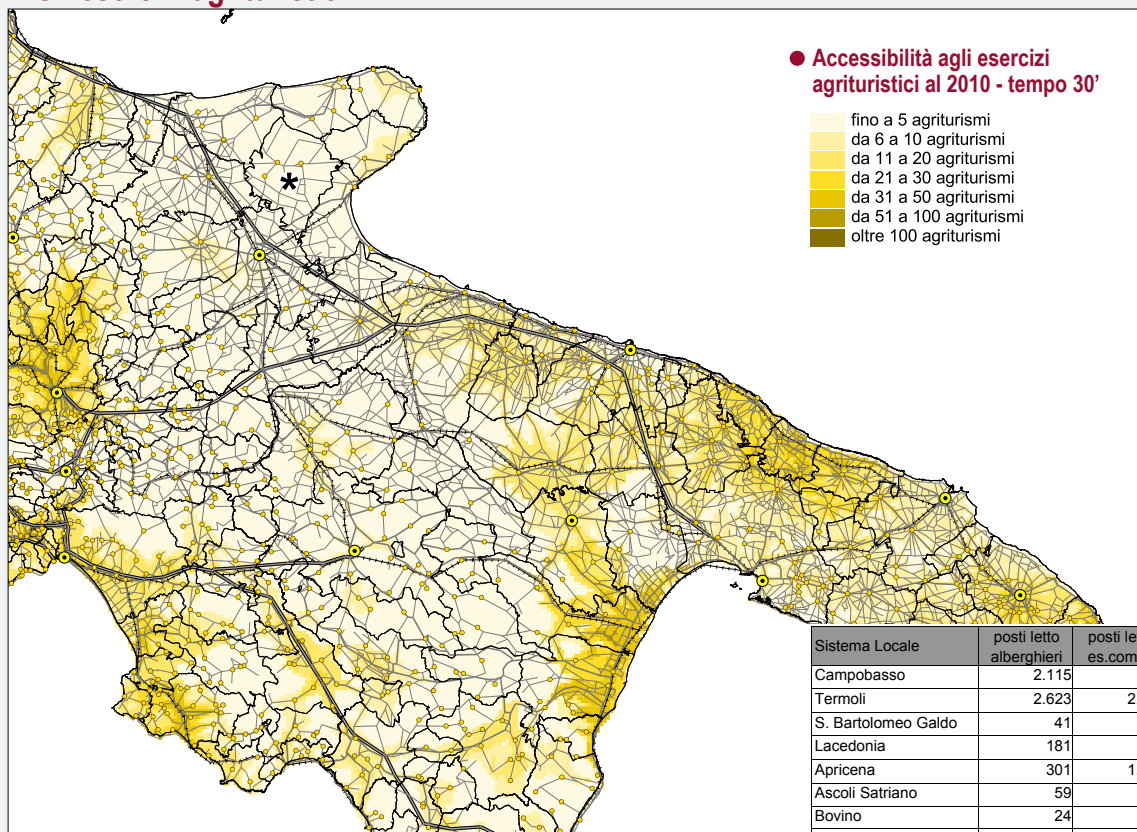 ● Accessibilità agli esercizi
agrituristici al 2010 - tempo 30’
fino a 5 agriturismi
da 6 a 10 agriturismi
da 11 a 20 agriturismi
da 21 a 30 agriturismi
da 31 a 50 agriturismi
da 51 a 100 agriturismi
oltre 100 agriturismi
*
Sistema Locale posti letto alberghieri posti
Campobasso 2.115
Termoli 2.623
S. Bartolomeo Galdo 41
Lacedonia 181
Apricena 301
Ascoli Satriano 59
Bovino 24